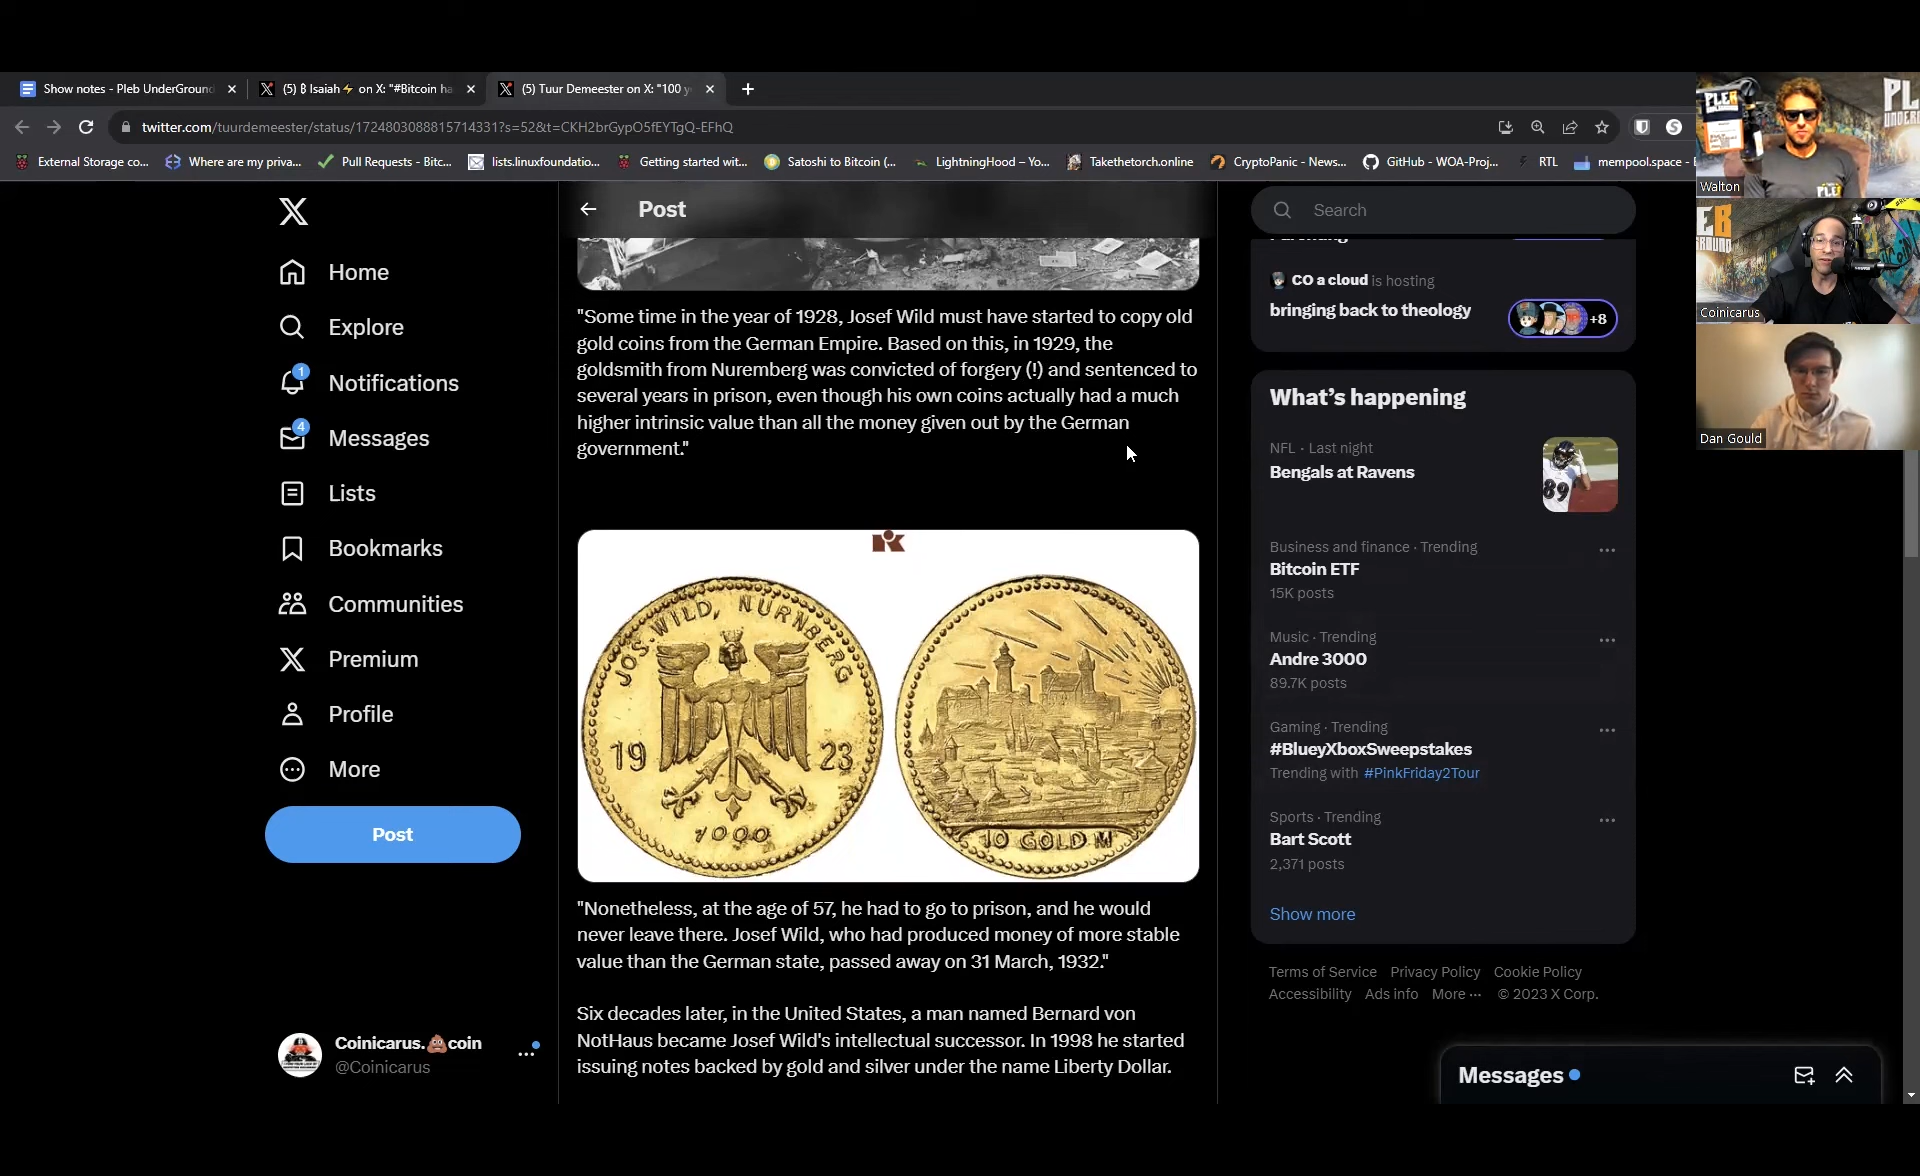 Show notes - Pleb UnderGroun
(5) ₿ Isaiah⚡ on X: "#Bitcoin ha
(5) Tuur Demeester on X: "100 y
twitter.com/tuurdemeester/status/1724803088815714331?s=52&t=CKH2brGypO5fEYTgQ-EFhQ
External Storage co...
Where are my priva...
Pull Requests - Bitc...
lists.linuxfoundatio...
Getting started wit...
Satoshi to Bitcoin (...
LightningHood – Yo...
Takethetorch.online
CryptoPanic - News...
GitHub - WOA-Proj...
RTL
mempool.space -
Home
Explore
1
Notifications
4
Messages
Lists
Bookmarks
Communities
Premium
Profile
More
Post
Coinicarus.💩coin
@Coinicarus
Post
"Some time in the year of 1928, Josef Wild must have started to copy old
gold coins from the German Empire. Based on this, in 1929, the
goldsmith from Nuremberg was convicted of forgery (!) and sentenced to
several years in prison, even though his own coins actually had a much
higher intrinsic value than all the money given out by the German
government."
JOS. WILD, NÜRNBERG
19 23
1000
10 GOLD M
"Nonetheless, at the age of 57, he had to go to prison, and he would
never leave there. Josef Wild, who had produced money of more stable
value than the German state, passed away on 31 March, 1932."
Six decades later, in the United States, a man named Bernard von
NotHaus became Josef Wild's intellectual successor. In 1998 he started
issuing notes backed by gold and silver under the name Liberty Dollar.
Search
CO a cloud is hosting
bringing back to theology
+8
What's happening
NFL · Last night
Bengals at Ravens
89
Business and finance · Trending
Bitcoin ETF
15K posts
Music · Trending
Andre 3000
89.7K posts
Gaming · Trending
#BlueyXboxSweepstakes
Trending with #PinkFriday2Tour
Sports · Trending
Bart Scott
2,371 posts
Show more
Terms of Service Privacy Policy Cookie Policy
Accessibility Ads info More ··· © 2023 X Corp.
Messages
PLEB
PL
UNDER
Walton
EB
Coinicarus
Dan Gould